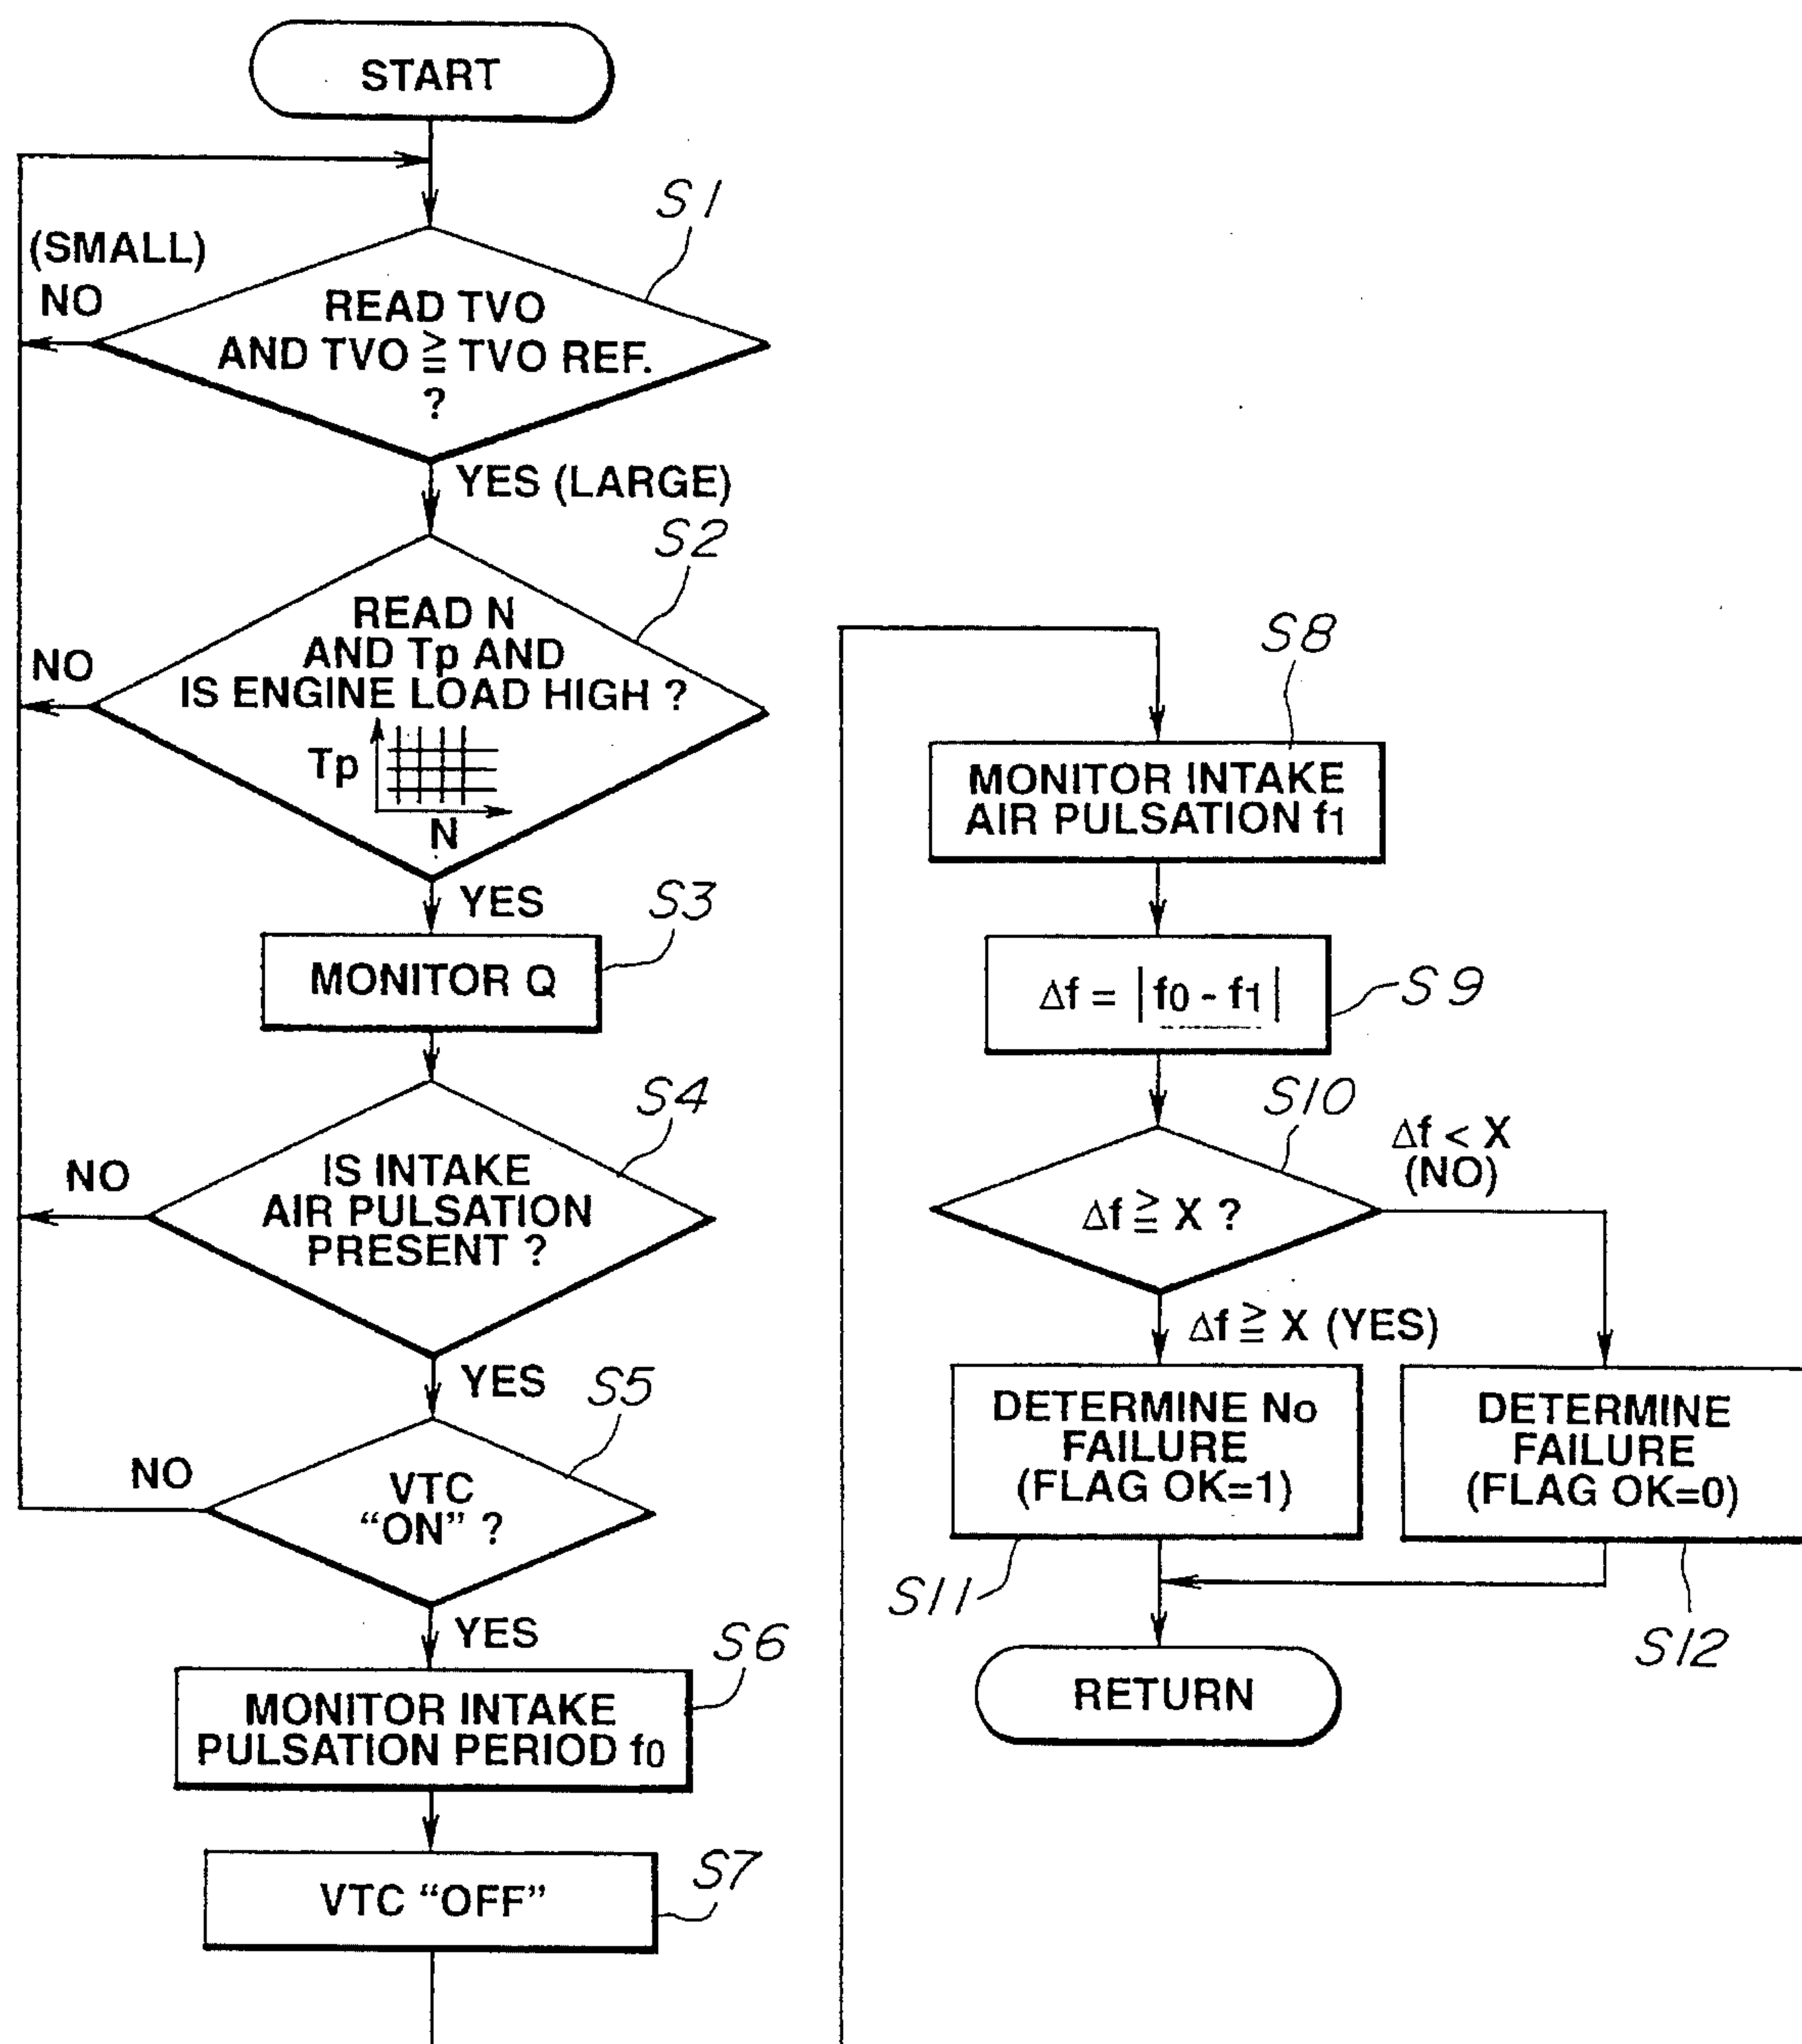 START
S1
(SMALL)
NO
READ TVO
AND TVO ≧ TVO REF.
?
YES (LARGE)
S2
READ N
AND Tp AND
IS ENGINE LOAD HIGH ?
NO
Tp
N
YES
S3
MONITOR Q
S4
IS INTAKE
AIR PULSATION
PRESENT ?
NO
YES
S5
VTC
“ON” ?
NO
YES
S6
MONITOR INTAKE
PULSATION PERIOD f0
S7
VTC “OFF”
S8
MONITOR INTAKE
AIR PULSATION f1
S9
Δf = |f0 - f1|
S10
Δf ≧ X ?
Δf < X
(NO)
Δf ≧ X (YES)
DETERMINE No
FAILURE
(FLAG OK=1)
S11
DETERMINE
FAILURE
(FLAG OK=0)
S12
RETURN